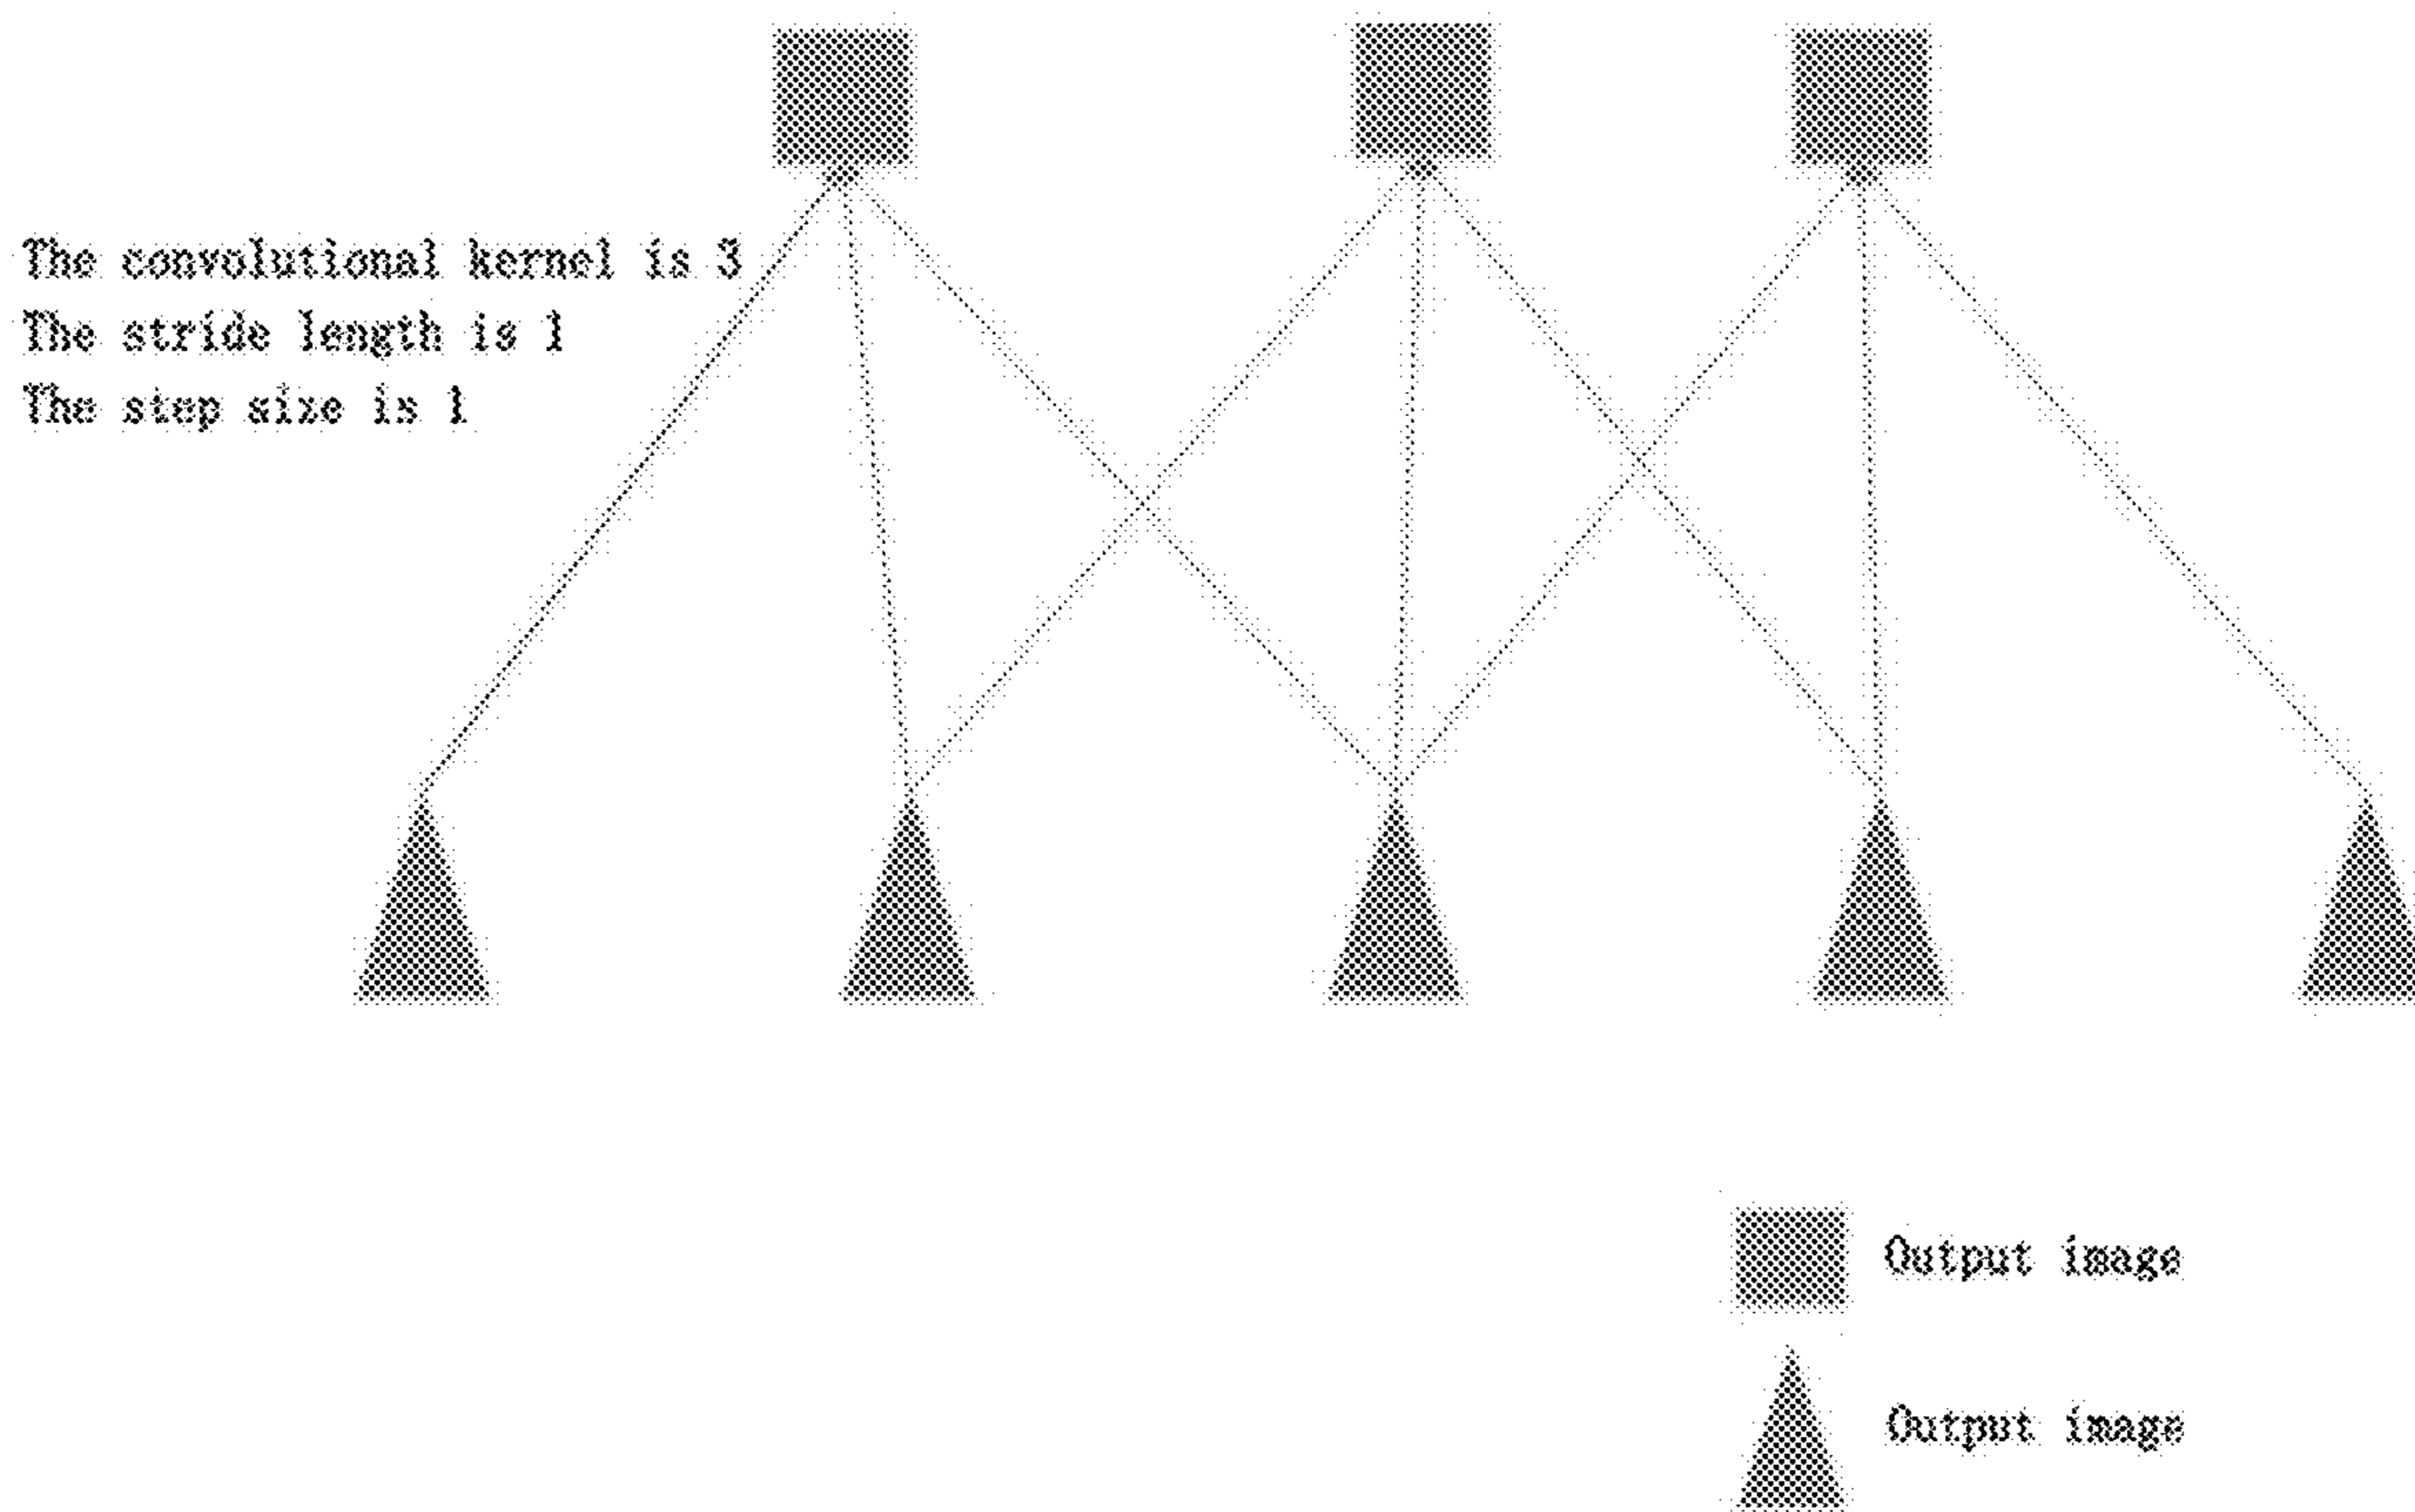 The convolutional kernel is 3
The stride length is 1
The step size is 1
Output image
Output image